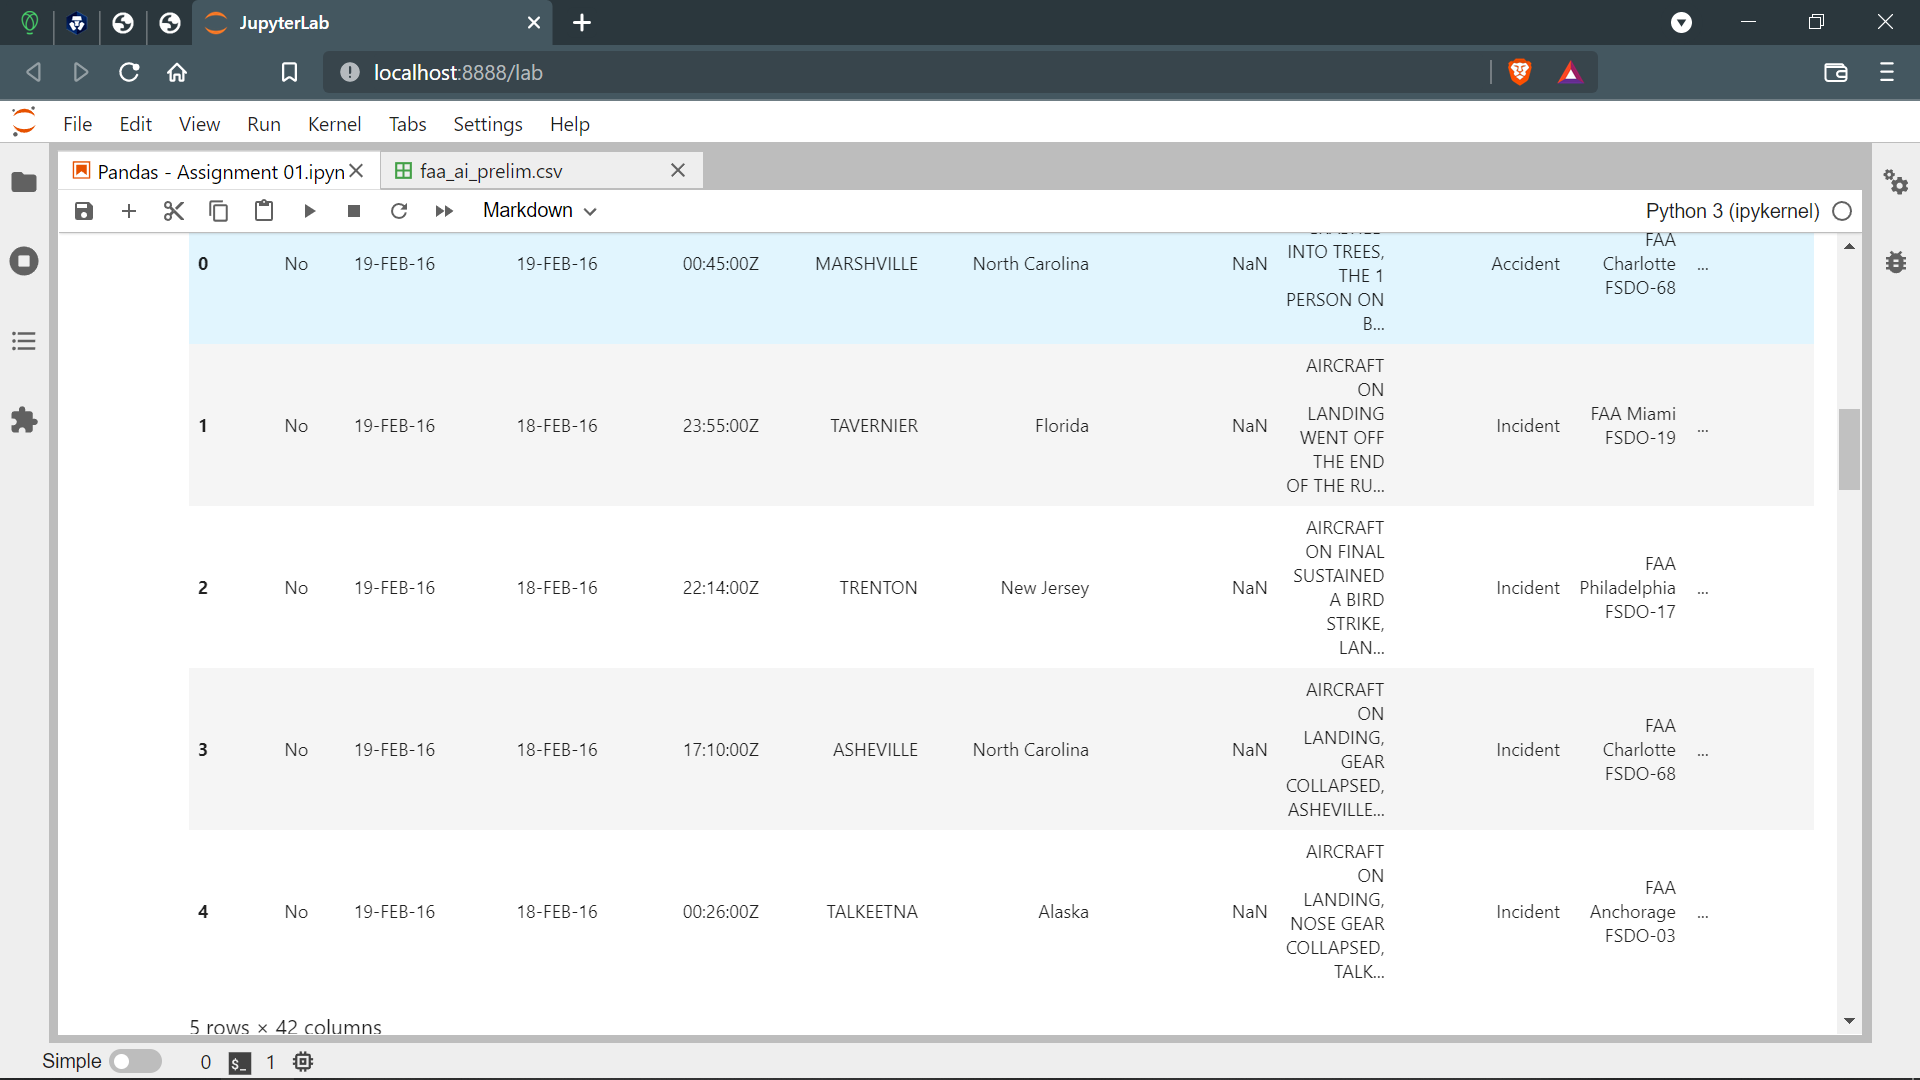 JupyterLab
localhost:8888/lab
File Edit View Run Kernel Tabs Settings Help
Pandas - Assignment 01.ipyn
faa_ai_prelim.csv
Markdown
Python 3 (ipykernel)
0 No 19-FEB-16 19-FEB-16 00:45:00Z MARSHVILLE North Carolina NaN INTO TREES, THE 1 PERSON ON B... Accident FAA Charlotte FSDO-68 ...
1 No 19-FEB-16 18-FEB-16 23:55:00Z TAVERNIER Florida NaN AIRCRAFT ON LANDING WENT OFF THE END OF THE RU... Incident FAA Miami FSDO-19 ...
2 No 19-FEB-16 18-FEB-16 22:14:00Z TRENTON New Jersey NaN AIRCRAFT ON FINAL SUSTAINED A BIRD STRIKE, LAN... Incident FAA Philadelphia FSDO-17 ...
3 No 19-FEB-16 18-FEB-16 17:10:00Z ASHEVILLE North Carolina NaN AIRCRAFT ON LANDING, GEAR COLLAPSED, ASHEVILLE... Incident FAA Charlotte FSDO-68 ...
4 No 19-FEB-16 18-FEB-16 00:26:00Z TALKEETNA Alaska NaN AIRCRAFT ON LANDING, NOSE GEAR COLLAPSED, TALK... Incident FAA Anchorage FSDO-03 ...
5 rows × 42 columns
Simple 0 $_ 1